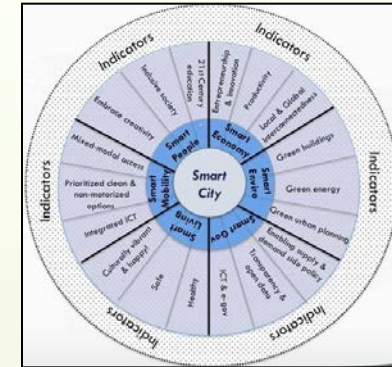 Indicators
Indicators
Indicators
Indicators
Indicators
Indicators
Smart
City
Smart
Economy
Entrepreneurship
& Innovation
Productivity
Local & Global
Interconnectedness
Smart
Enviro
Green buildings
Green energy
Green urban planning
Smart Gov
Enabling supply &
demand side policy
Transparency &
open data
ICT & e-gov
Smart
Living
Healthy
Safe
Culturally vibrant
& happy!
Smart
Mobility
Integrated ICT
Prioritized clean &
non-motorized
options
Mixed-modal access
Smart
People
Embrace creativity
Inclusive society
21st Century
education